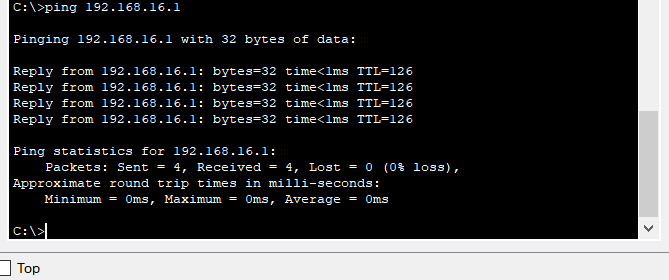 C:\>ping 192.168.16.1
Pinging 192.168.16.1 with 32 bytes of data:
Reply from 192.168.16.1: bytes=32 time<1ms TTL=126
Reply from 192.168.16.1: bytes=32 time<1ms TTL=126
Reply from 192.168.16.1: bytes=32 time<1ms TTL=126
Reply from 192.168.16.1: bytes=32 time<1ms TTL=126
Ping statistics for 192.168.16.1:
Packets: Sent = 4, Received = 4, Lost = 0 (0% loss),
Approximate round trip times in milli-seconds:
Minimum = 0ms, Maximum = 0ms, Average = 0ms
C:\>
Top